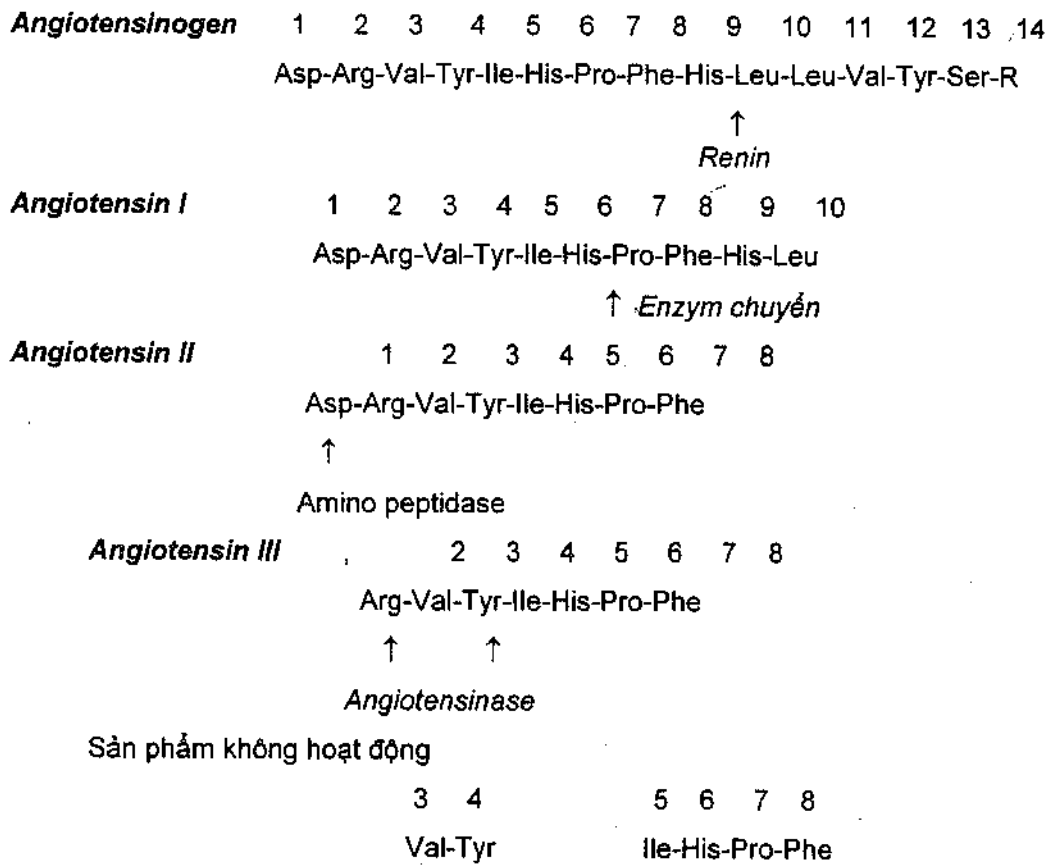 Angiotensinogen 1 2 3 4 5 6 7 8 9 10 11 12 13 14
Asp-Arg-Val-Tyr-Ile-His-Pro-Phe-His-Leu-Leu-Val-Tyr-Ser-R
↑
Renin
Angiotensin I 1 2 3 4 5 6 7 8 9 10
Asp-Arg-Val-Tyr-Ile-His-Pro-Phe-His-Leu
↑ Enzym chuyển
Angiotensin II 1 2 3 4 5 6 7 8
Asp-Arg-Val-Tyr-Ile-His-Pro-Phe
↑
Amino peptidase
Angiotensin III 2 3 4 5 6 7 8
Arg-Val-Tyr-Ile-His-Pro-Phe
↑ ↑
Angiotensinase
Sản phẩm không hoạt động
3 4 5 6 7 8
Val-Tyr Ile-His-Pro-Phe